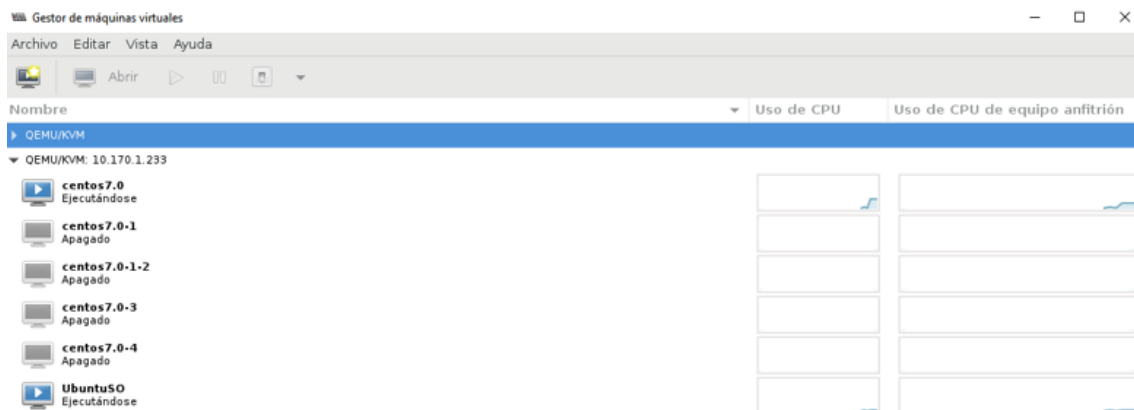 Gestor de máquinas virtuales
Archivo Editar Vista Ayuda
Abrir
Nombre Uso de CPU Uso de CPU de equipo anfitrión
QEMU/KVM
QEMU/KVM: 10.170.1.233
centos7.0
Ejecutándose
centos7.0-1
Apagado
centos7.0-1-2
Apagado
centos7.0-3
Apagado
centos7.0-4
Apagado
UbuntuSO
Ejecutándose